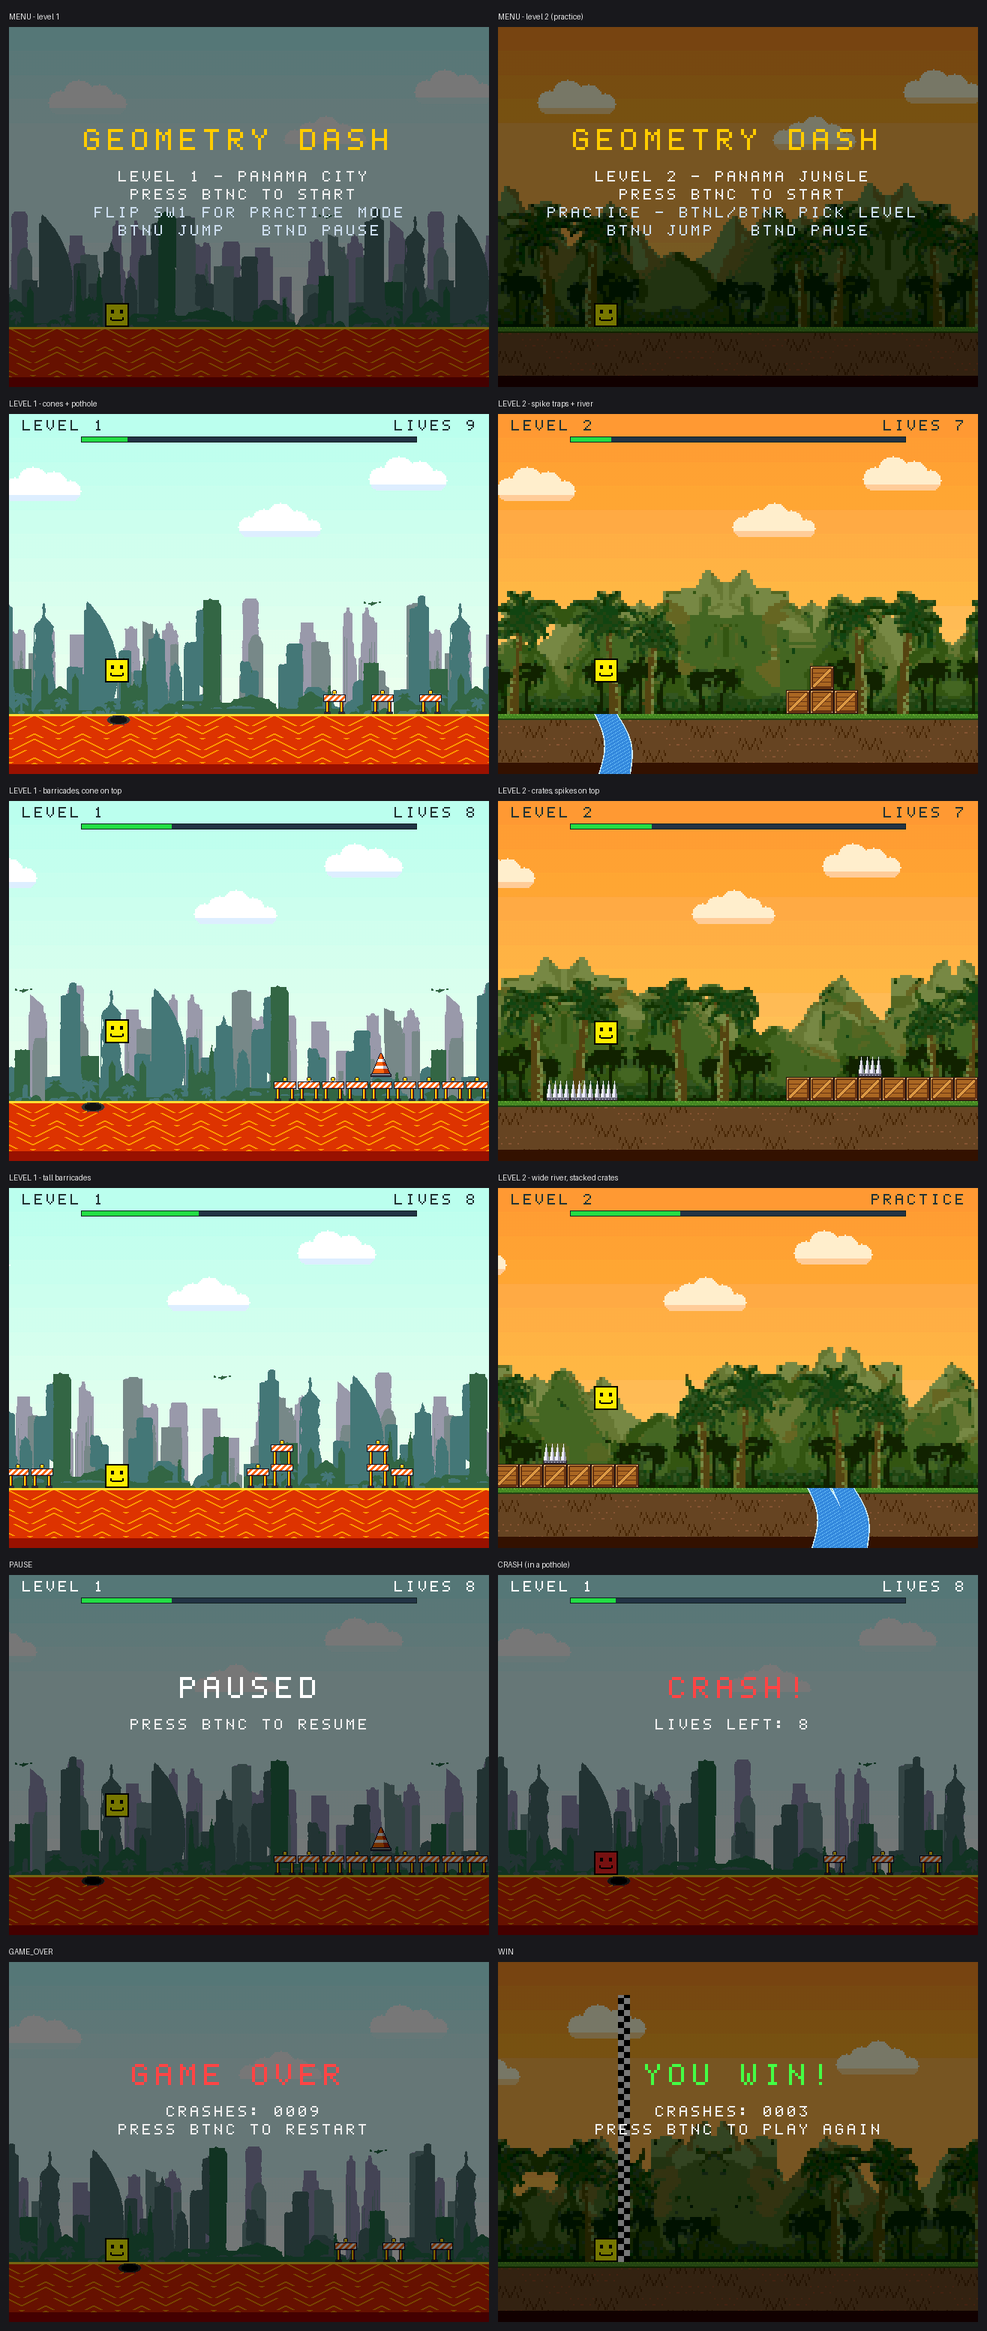 MENU - level 1
GEOMETRY DASH
LEVEL 1 - PANAMA CITY
PRESS BTNC TO START
FLIP SW1 FOR PRACTICE MODE
BTNU JUMP BTND PAUSE
MENU - level 2 (practice)
GEOMETRY DASH
LEVEL 2 - PANAMA JUNGLE
PRESS BTNC TO START
PRACTICE - BTNL/BTNR PICK LEVEL
BTNU JUMP BTND PAUSE
LEVEL 1 - cones + pothole
LEVEL 1 LIVES 9
LEVEL 2 - spike traps + river
LEVEL 2 LIVES 7
LEVEL 1 - barricades, cone on top
LEVEL 1 LIVES 8
LEVEL 2 - crates, spikes on top
LEVEL 2 LIVES 7
LEVEL 1 - tall barricades
LEVEL 1 LIVES 8
LEVEL 2 - wide river, stacked crates
LEVEL 2 PRACTICE
PAUSE
LEVEL 1 LIVES 8
PAUSED
PRESS BTNC TO RESUME
CRASH (in a pothole)
LEVEL 1 LIVES 8
CRASH!
LIVES LEFT: 8
GAME_OVER
GAME OVER
CRASHES: 0009
PRESS BTNC TO RESTART
WIN
YOU WIN!
CRASHES: 0003
PRESS BTNC TO PLAY AGAIN